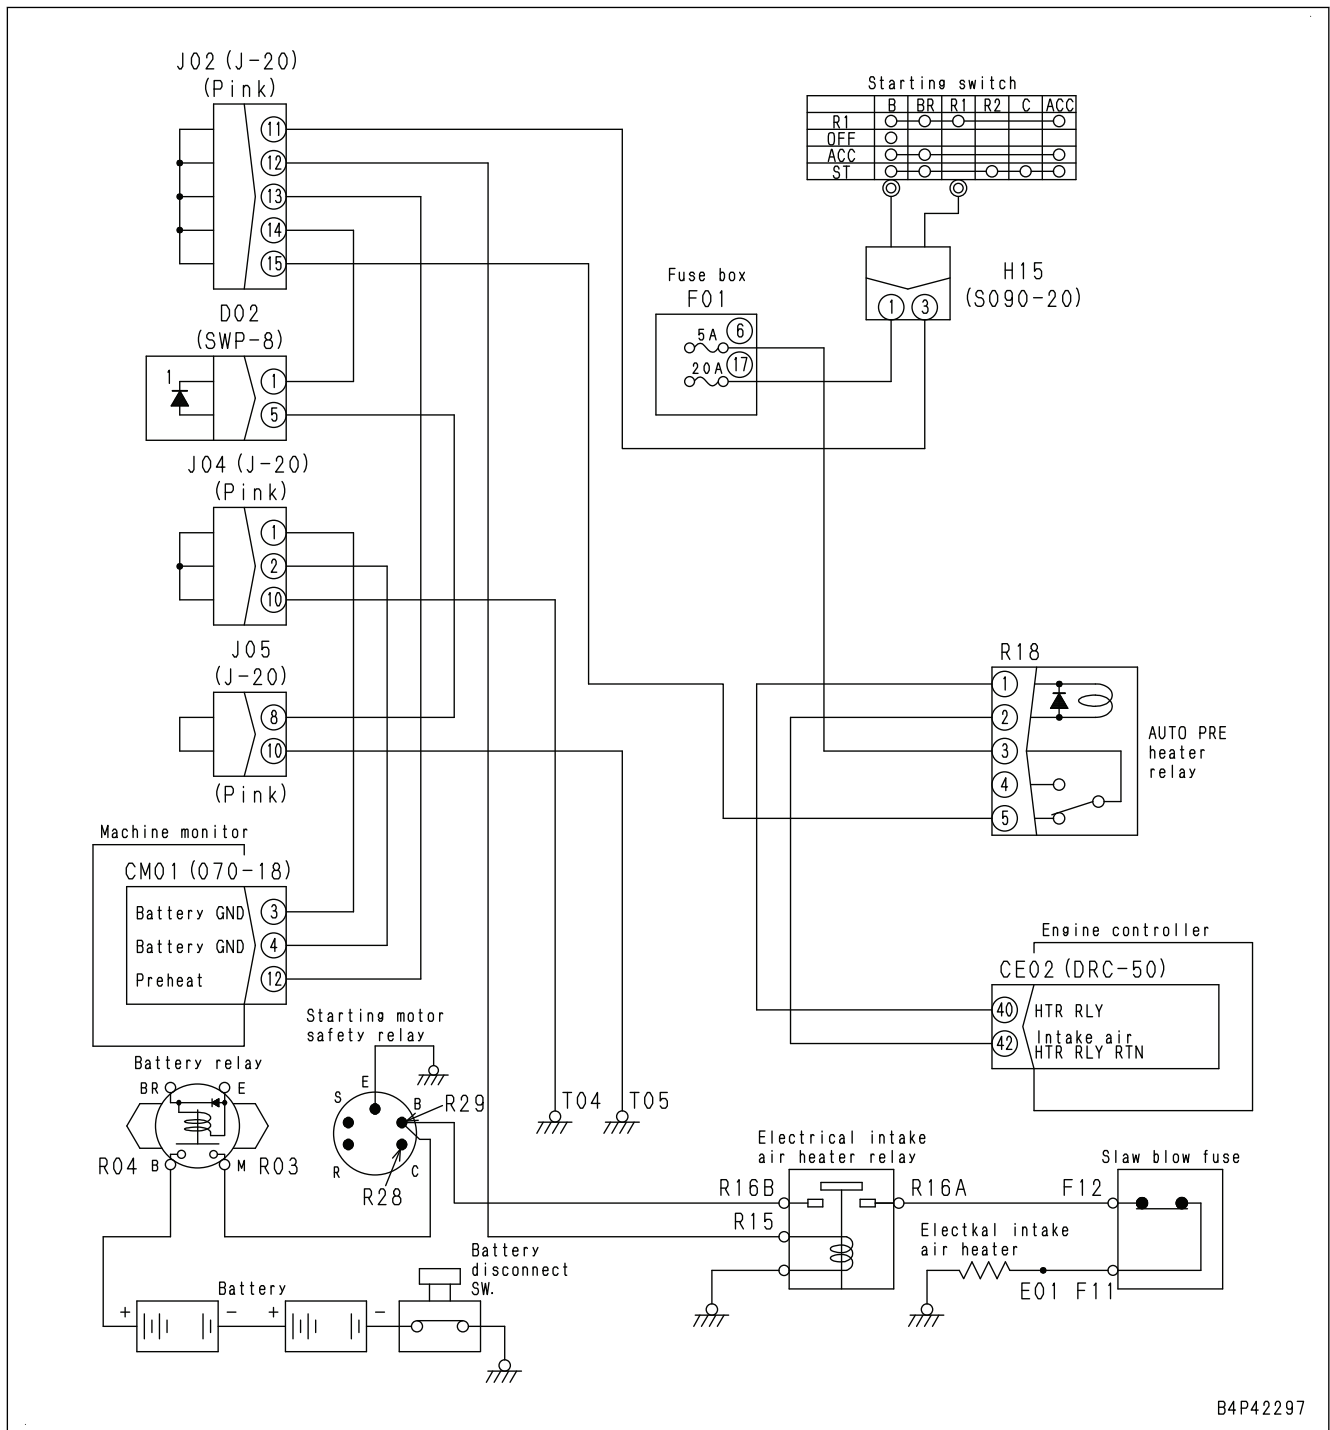 J02 (J-20)
(Pink)
11
12
13
14
15
D02
(SWP-8)
1
1
5
J04 (J-20)
(Pink)
1
2
10
J05
(J-20)
8
10
(Pink)
Machine monitor
CM01 (070-18)
Battery GND 3
Battery GND 4
Preheat 12
Starting switch
B BR R1 R2 C ACC
R1
OFF
ACC
ST
H15
(S090-20)
1 3
Fuse box
F01
5A 6
20A 17
R18
1
2
3
4
5
AUTO PRE
heater
relay
Engine controller
CE02 (DRC-50)
40 HTR RLY
42 Intake air
HTR RLY RTN
Battery relay
BR E
R04 B M R03
Starting motor
safety relay
E
S B R29
R C
R28
T04 T05
Electrical intake
air heater relay
R16B R16A
R15
Slaw blow fuse
F12
Electkal intake
air heater
E01 F11
Battery
disconnect
SW.
Battery
+ - + -
B4P42297